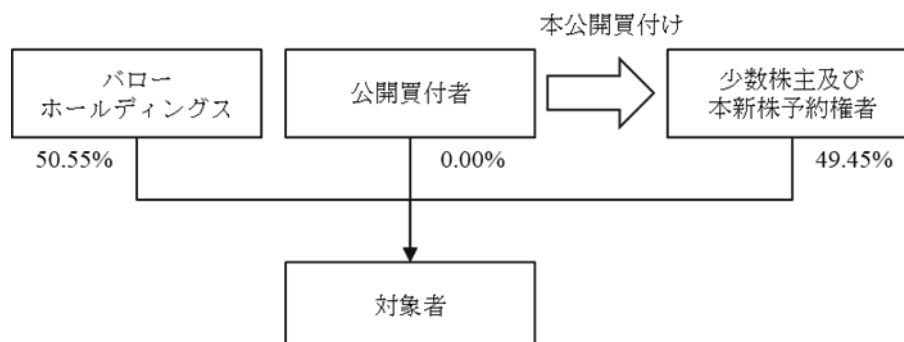 本公開買付け
バロー
ホールディングス
公開買付者
少数株主及び
本新株予約権者
50.55%
0.00%
49.45%
対象者